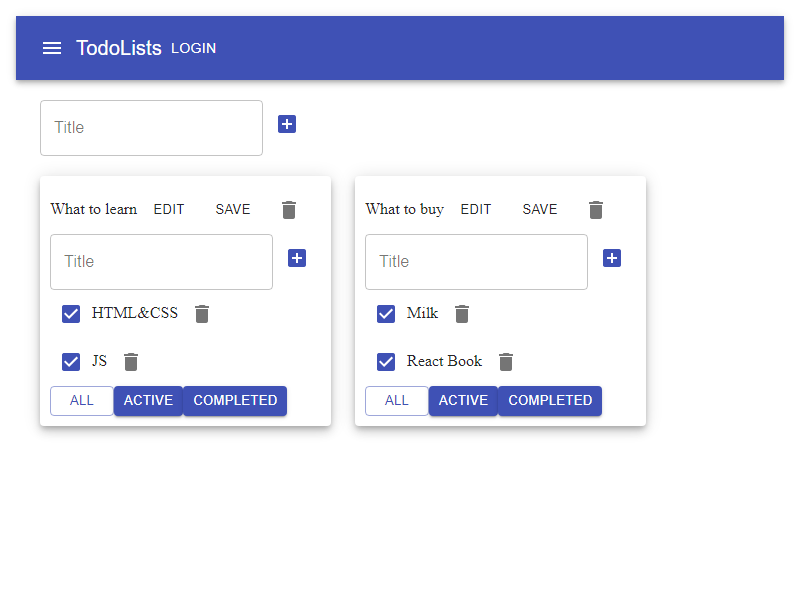 TodoLists LOGIN
Title
What to learn EDIT SAVE
Title
HTML&CSS
JS
ALL ACTIVE COMPLETED
What to buy EDIT SAVE
Title
Milk
React Book
ALL ACTIVE COMPLETED